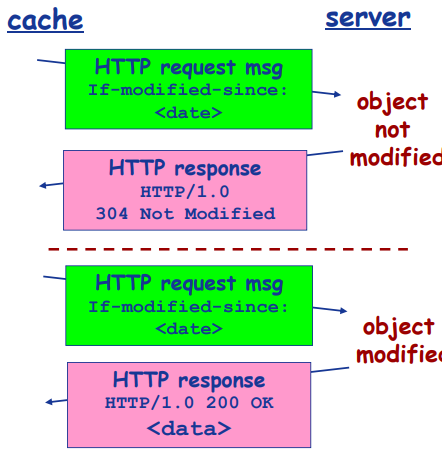 cache
server
HTTP request msg
If-modified-since:
<date>
object
not
modified
HTTP response
HTTP/1.0
304 Not Modified
HTTP request msg
If-modified-since:
<date>
object
modified
HTTP response
HTTP/1.0 200 OK
<data>